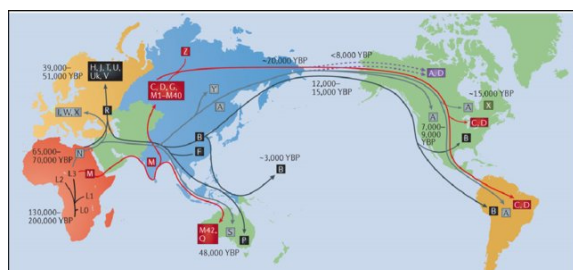 39,000–
51,000 YBP
H, J, T, U,
Uk, V
I, W, X
R
65,000–
70,000 YBP
N
L3
L2
L1
L0
130,000–
200,000 YBP
M
Z
C, D, G,
M1–M40
M
Y
A
B
F
M42,
Q
S
P
48,000 YBP
~3,000 YBP
B
~20,000 YBP
<8,000 YBP
12,000–
15,000 YBP
A/D
~15,000 YBP
A
X
A
C/D
7,000–
9,000 YBP
B
B
A
C/D